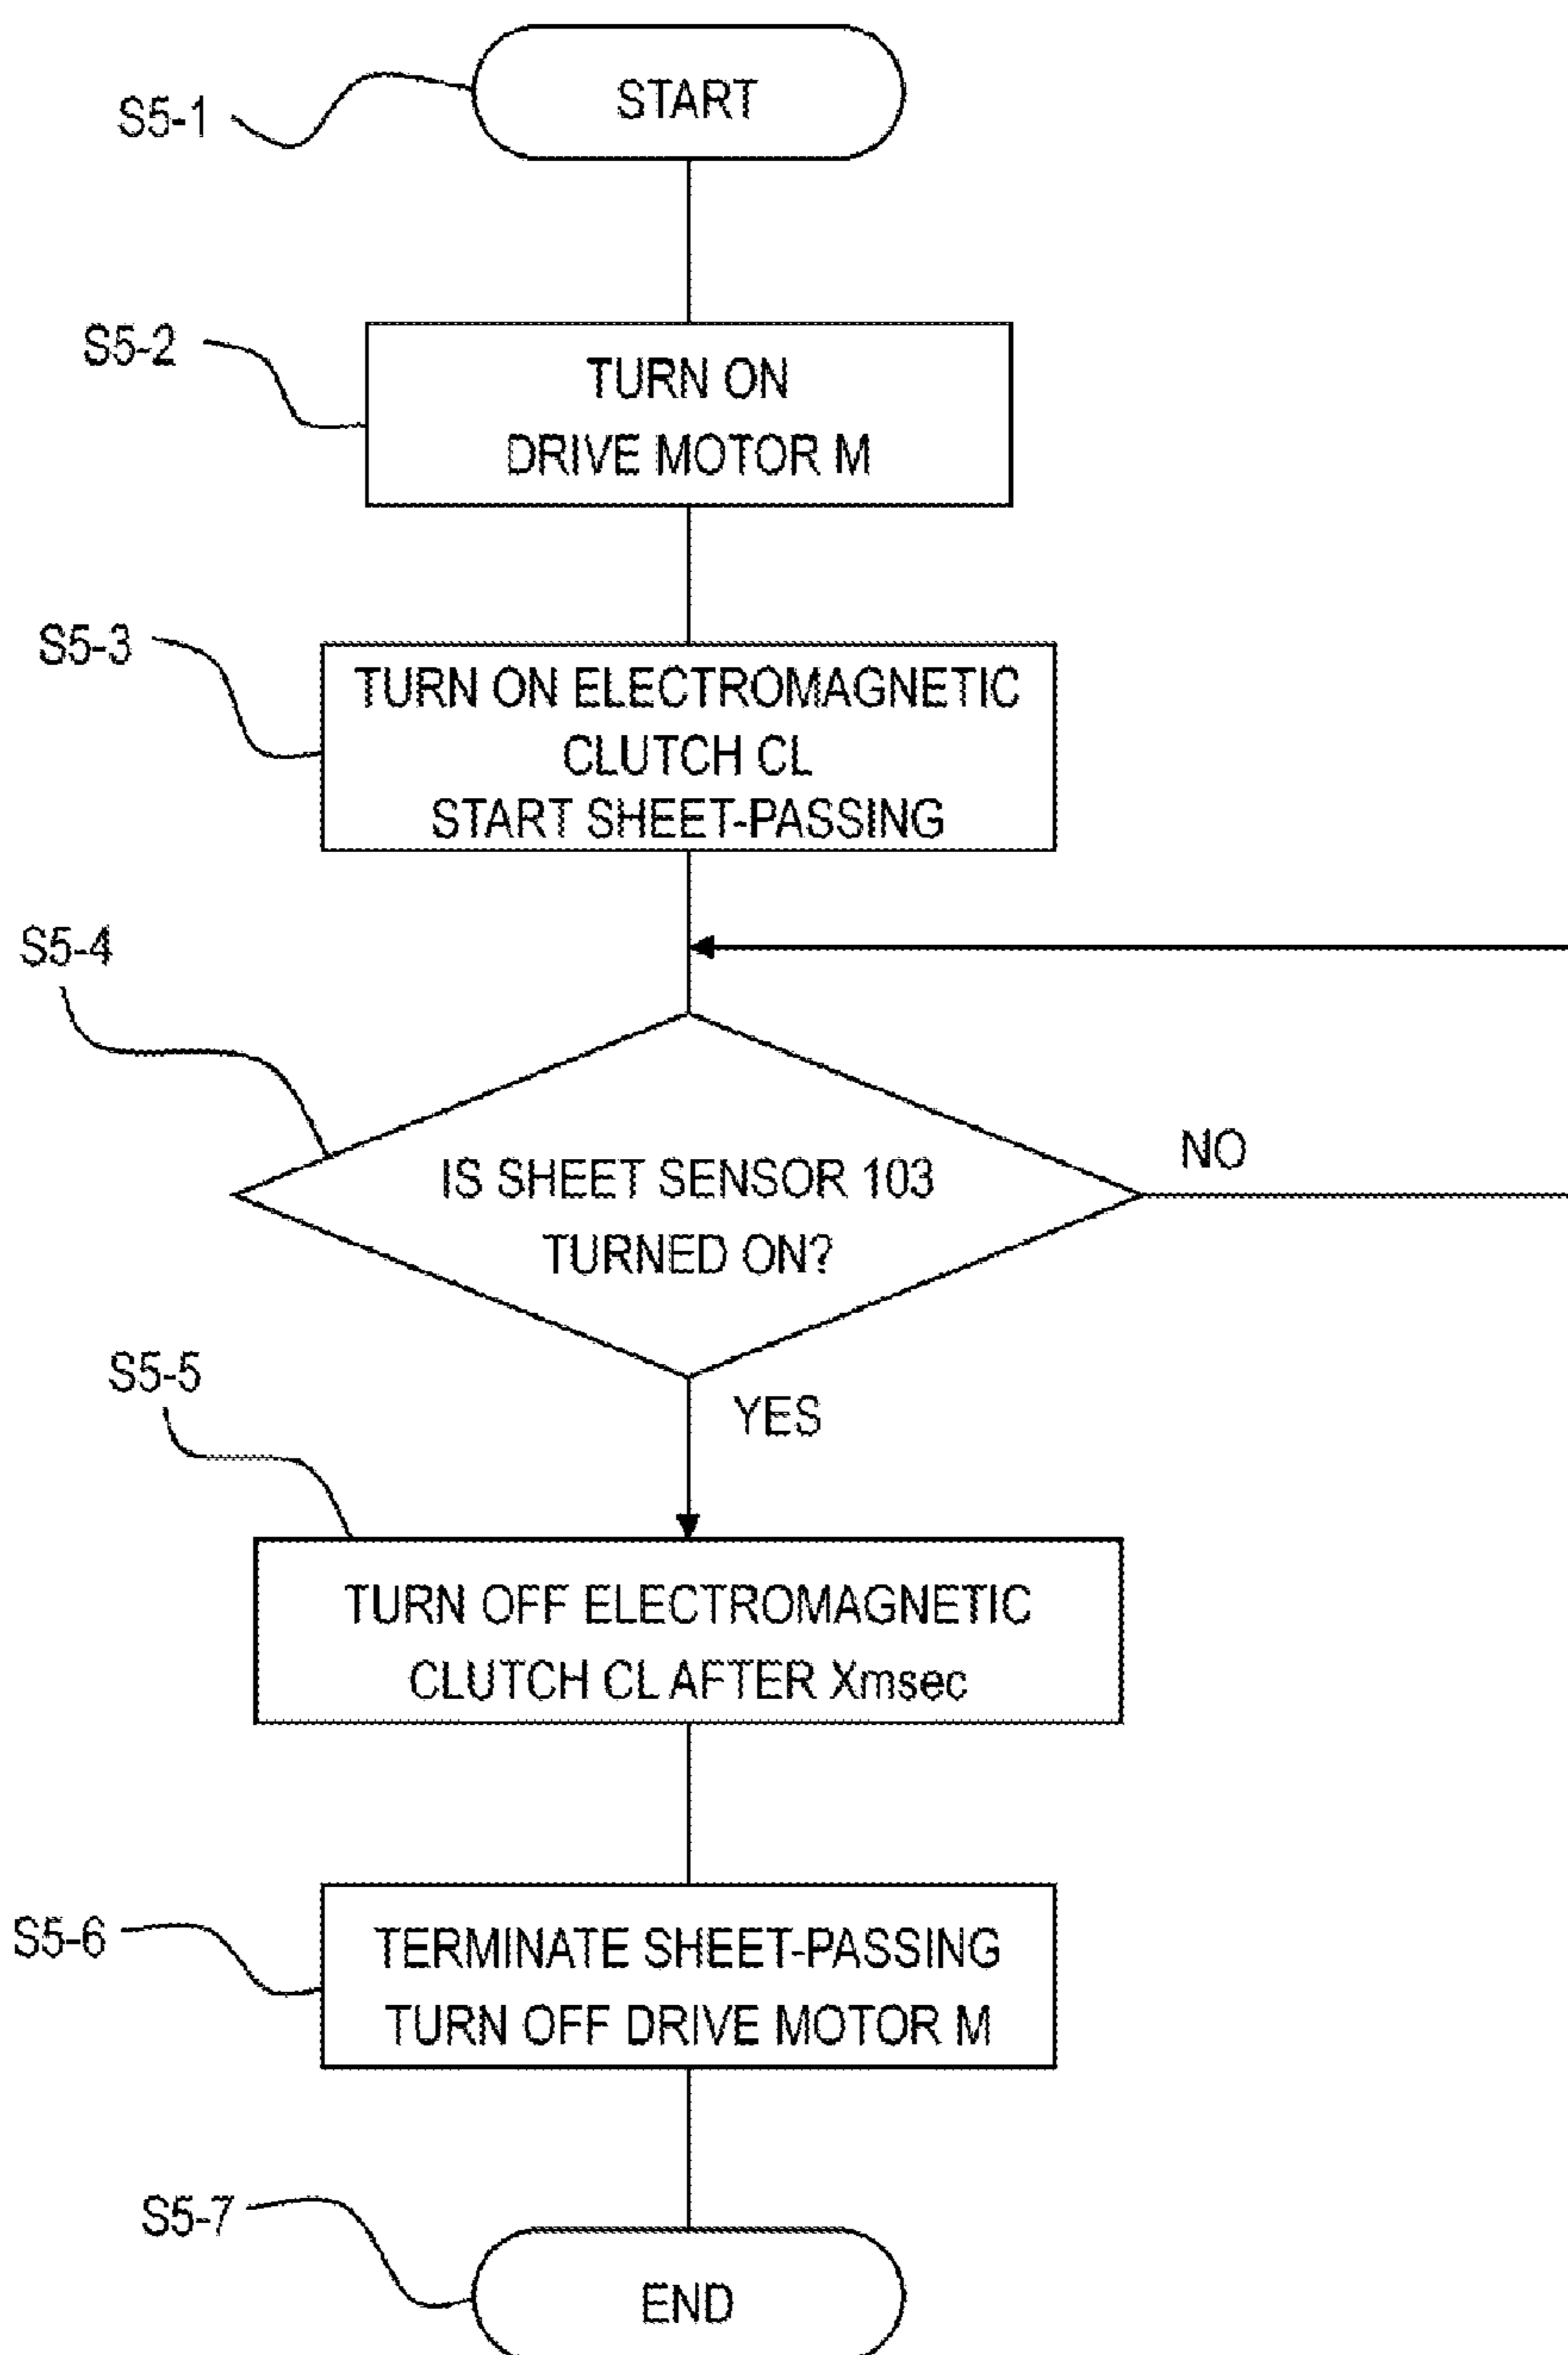 S5-1
START
S5-2
TURN ON
DRIVE MOTOR M
S5-3
TURN ON ELECTROMAGNETIC
CLUTCH CL
START SHEET-PASSING
S5-4
IS SHEET SENSOR 103
TURNED ON?
NO
YES
S5-5
TURN OFF ELECTROMAGNETIC
CLUTCH CL AFTER Xmsec
S5-6
TERMINATE SHEET-PASSING
TURN OFF DRIVE MOTOR M
S5-7
END